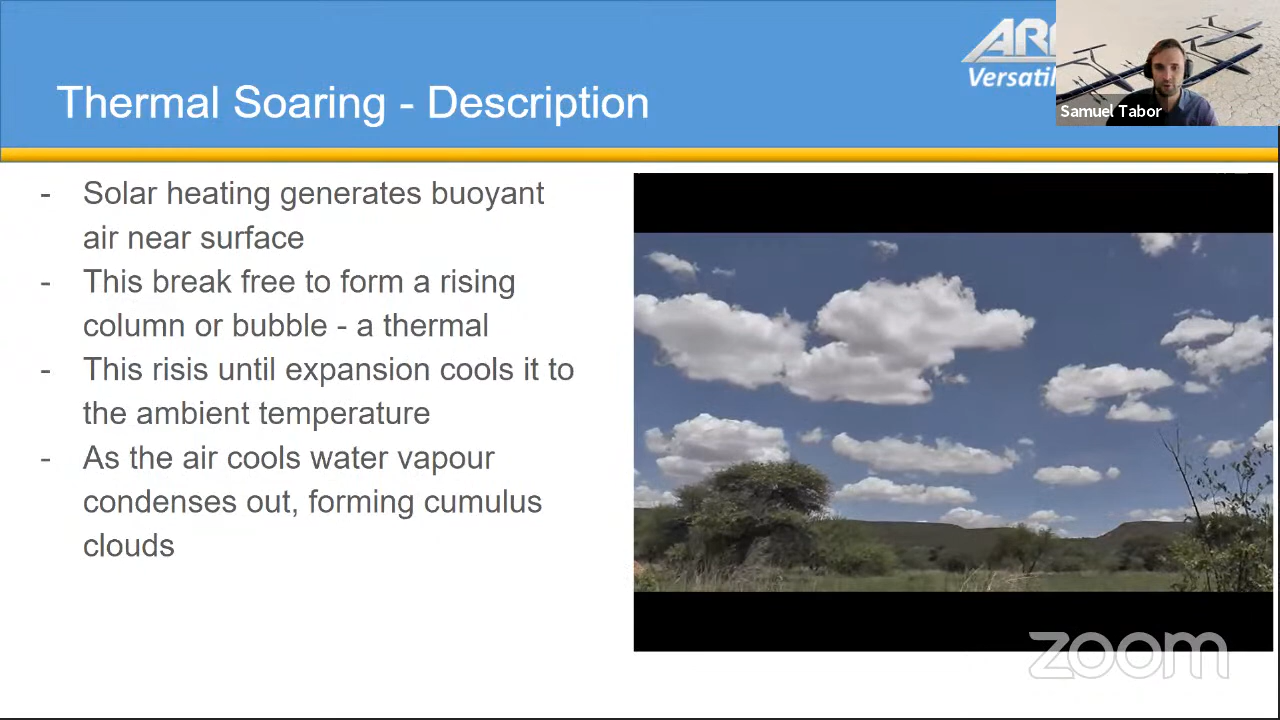 Thermal Soaring - Description
Versatil
Samuel Tabor
- Solar heating generates buoyant
air near surface
- This break free to form a rising
column or bubble - a thermal
- This risis until expansion cools it to
the ambient temperature
- As the air cools water vapour
condenses out, forming cumulus
clouds
zoom